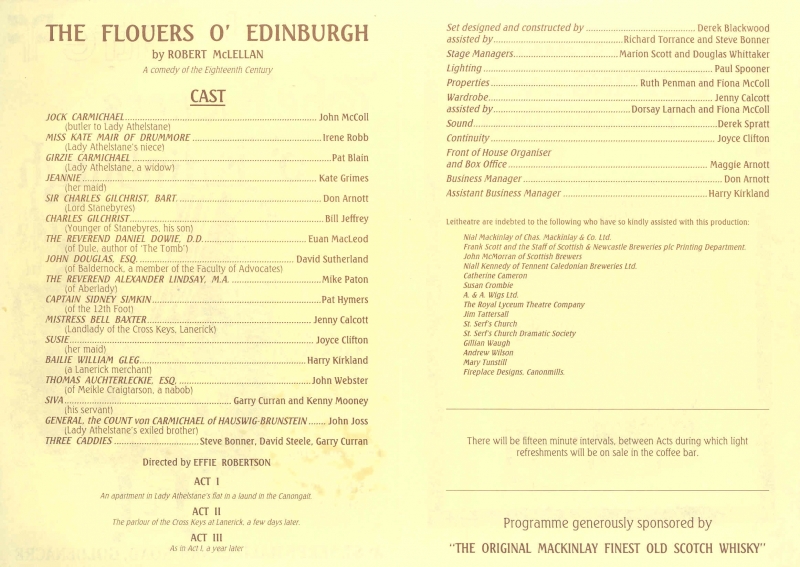 THE FLOUERS O' EDINBURGH
by ROBERT McLELLAN
A comedy of the Eighteenth Century
CAST
JOCK CARMICHAEL ... John McColl
(butler to Lady Athelstane)
MISS KATE MAIR OF DRUMMORE ... Irene Robb
(Lady Athelstane's niece)
GIRZIE CARMICHAEL ... Pat Blain
(Lady Athelstane, a widow)
JEANNIE ... Kate Grimes
(her maid)
SIR CHARLES GILCHRIST, BART. ... Don Arnott
(Lord Stanebyres)
CHARLES GILCHRIST ... Bill Jeffrey
(Younger of Stanebyres, his son)
THE REVEREND DANIEL DOWIE, D.D. ... Euan MacLeod
(of Dule, author of 'The Tomb')
JOHN DOUGLAS, ESQ. ... David Sutherland
(of Baldernock, a member of the Faculty of Advocates)
THE REVEREND ALEXANDER LINDSAY, M.A. ... Mike Paton
(of Aberlady)
CAPTAIN SIDNEY SIMKIN ... Pat Hymers
(of the 12th Foot)
MISTRESS BELL BAXTER ... Jenny Calcott
(Landlady of the Cross Keys, Lanerick)
SUSIE ... Joyce Clifton
(her maid)
BAILIE WILLIAM GLEG ... Harry Kirkland
(a Lanerick merchant)
THOMAS AUCHTERLECKIE, ESQ. ... John Webster
(of Meikle Craigtarson, a nabob)
SIVA ... Garry Curran and Kenny Mooney
(his servant)
GENERAL, the COUNT von CARMICHAEL of HAUSWIG-BRUNSTEIN ... John Joss
(Lady Athelstane's exiled brother)
THREE CADDIES ... Steve Bonner, David Steele, Garry Curran
Directed by EFFIE ROBERTSON
ACT I
An apartment in Lady Athelstane's flat in a laund in the Canongait.
ACT II
The parlour of the Cross Keys at Lanerick, a few days later.
ACT III
As in Act I, a year later
Set designed and constructed by ... Derek Blackwood
assisted by ... Richard Torrance and Steve Bonner
Stage Managers ... Marion Scott and Douglas Whittaker
Lighting ... Paul Spooner
Properties ... Ruth Penman and Fiona McColl
Wardrobe ... Jenny Calcott
assisted by ... Dorsay Larnach and Fiona McColl
Sound ... Derek Spratt
Continuity ... Joyce Clifton
Front of House Organiser
and Box Office ... Maggie Arnott
Business Manager ... Don Arnott
Assistant Business Manager ... Harry Kirkland
Leitheatre are indebted to the following who have so kindly assisted with this production:
Nial Mackinlay of Chas. Mackinlay & Co. Ltd.
Frank Scott and the Staff of Scottish & Newcastle Breweries plc Printing Department.
John McMorran of Scottish Brewers
Niall Kennedy of Tennent Caledonian Breweries Ltd.
Catherine Cameron
Susan Crombie
A. & A. Wigs Ltd.
The Royal Lyceum Theatre Company
Jim Tattersall
St. Serf's Church
St. Serf's Church Dramatic Society
Gillian Waugh
Andrew Wilson
Mary Tunstill
Fireplace Designs, Canonmills.
There will be fifteen minute intervals, between Acts during which light
refreshments will be on sale in the coffee bar.
Programme generously sponsored by
"THE ORIGINAL MACKINLAY FINEST OLD SCOTCH WHISKY"